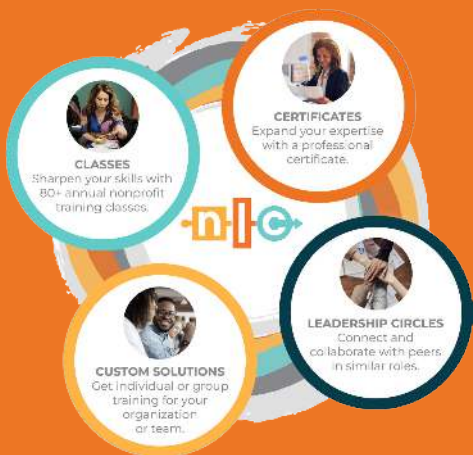 CLASSES
Sharpen your skills with
80+ annual nonprofit
training classes.
CERTIFICATES
Expand your expertise
with a professional
certificate.
nlc
CUSTOM SOLUTIONS
Get individual or group
training for your
organization
or team.
LEADERSHIP CIRCLES
Connect and
collaborate with peers
in similar roles.